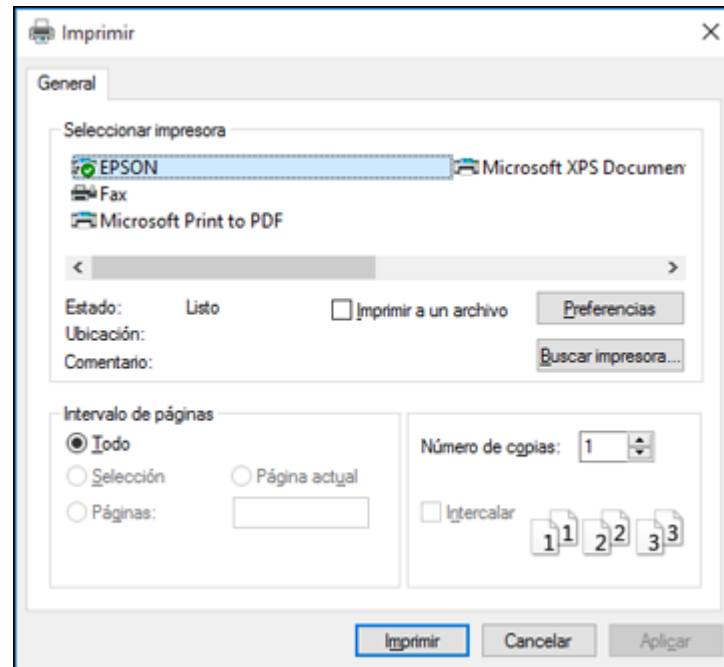 Imprimir
General
Seleccionar impresora
EPSON
Microsoft XPS Documen
Fax
Microsoft Print to PDF
Estado: Listo
Imprimir a un archivo
Preferencias
Ubicación:
Comentario:
Buscar impresora...
Intervalo de páginas
Todo
Selección
Página actual
Páginas:
Número de copias: 1
Intercalar
1 1 2 2 3 3
Imprimir
Cancelar
Aplicar